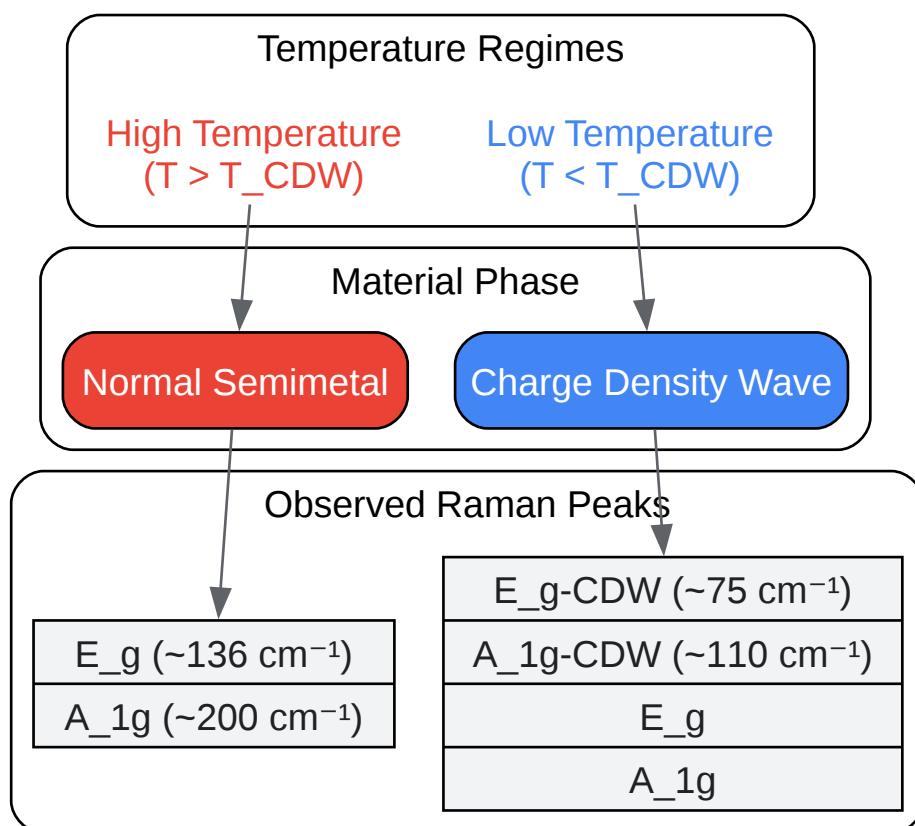 Temperature Regimes
High Temperature
(T > T_CDW)
Low Temperature
(T < T_CDW)
Material Phase
Normal Semimetal
Charge Density Wave
Observed Raman Peaks
E_g (~136 cm⁻¹)
A_1g (~200 cm⁻¹)
E_g-CDW (~75 cm⁻¹)
A_1g-CDW (~110 cm⁻¹)
E_g
A_1g